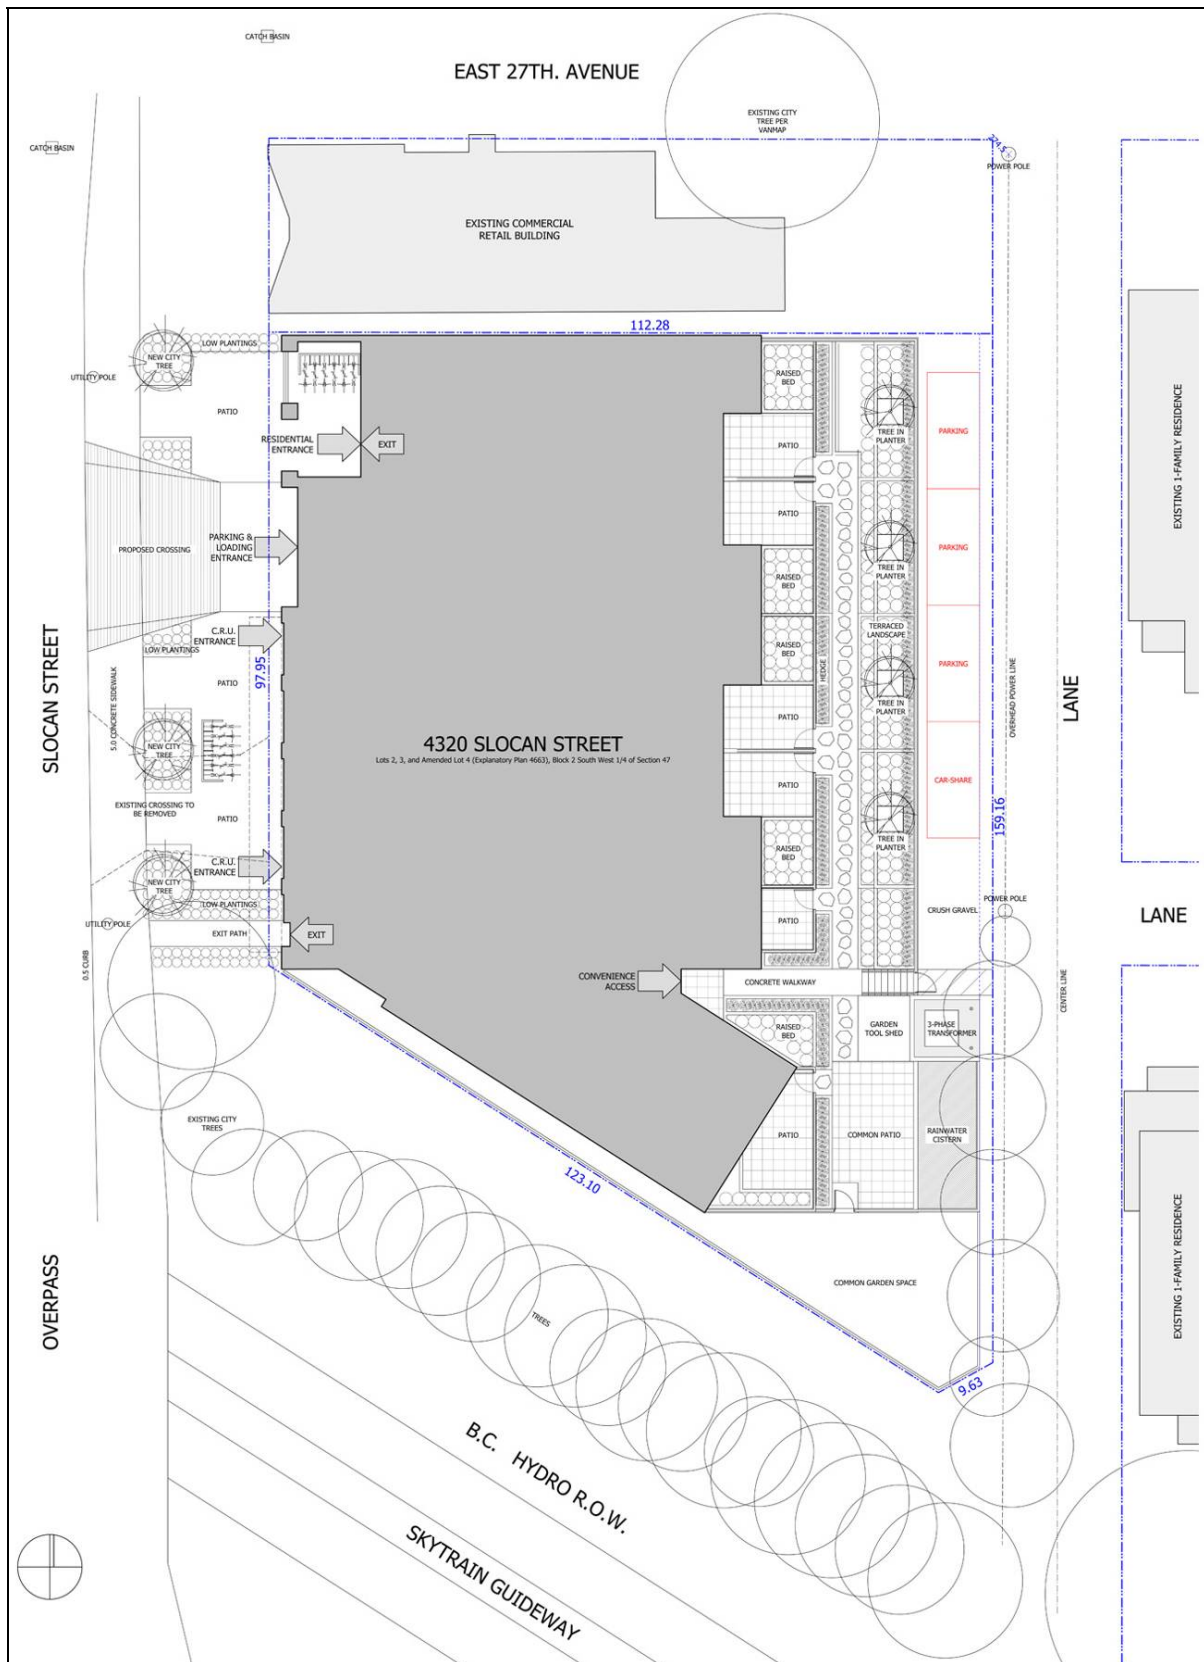 CATCH BASIN
EAST 27TH. AVENUE
EXISTING CITY
TREE PER
VANMAP
CATCH BASIN
POWER POLE
EXISTING COMMERCIAL
RETAIL BUILDING
112.28
LOW PLANTINGS
NEW CITY
TREE
UTILITY POLE
PATIO
RESIDENTIAL
ENTRANCE
EXIT
RAISED
BED
PATIO
PATIO
TREE IN
PLANTER
PARKING
EXISTING 1-FAMILY RESIDENCE
PROPOSED CROSSING
PARKING &
LOADING
ENTRANCE
TREE IN
PLANTER
PARKING
RAISED
BED
C.R.U.
ENTRANCE
LOW PLANTINGS
RAISED
BED
TERRACED
LANDSCAPE
HEDGE
PARKING
SLOCAN STREET
5.0 CONCRETE SIDEWALK
97.95
PATIO
PATIO
TREE IN
PLANTER
OVERHEAD POWER LINE
LANE
NEW CITY
TREE
4320 SLOCAN STREET
Lots 2, 3, and Amended Lot 4 (Explanatory Plan 4663), Block 2 South West 1/4 of Section 47
PATIO
CAR-SHARE
EXISTING CROSSING TO
BE REMOVED
PATIO
159.16
TREE IN
PLANTER
RAISED
BED
C.R.U.
ENTRANCE
NEW CITY
TREE
LOW PLANTINGS
UTILITY POLE
EXIT PATH
EXIT
PATIO
CRUSH GRAVEL
POWER POLE
LANE
0.5 CURB
CONVENIENCE
ACCESS
CONCRETE WALKWAY
CENTER LINE
RAISED
BED
GARDEN
TOOL SHED
3-PHASE
TRANSFORMER
EXISTING CITY
TREES
PATIO
COMMON PATIO
RAINWATER
CISTERN
123.10
OVERPASS
COMMON GARDEN SPACE
EXISTING 1-FAMILY RESIDENCE
TREES
9.63
B.C. HYDRO R.O.W.
SKYTRAIN GUIDEWAY